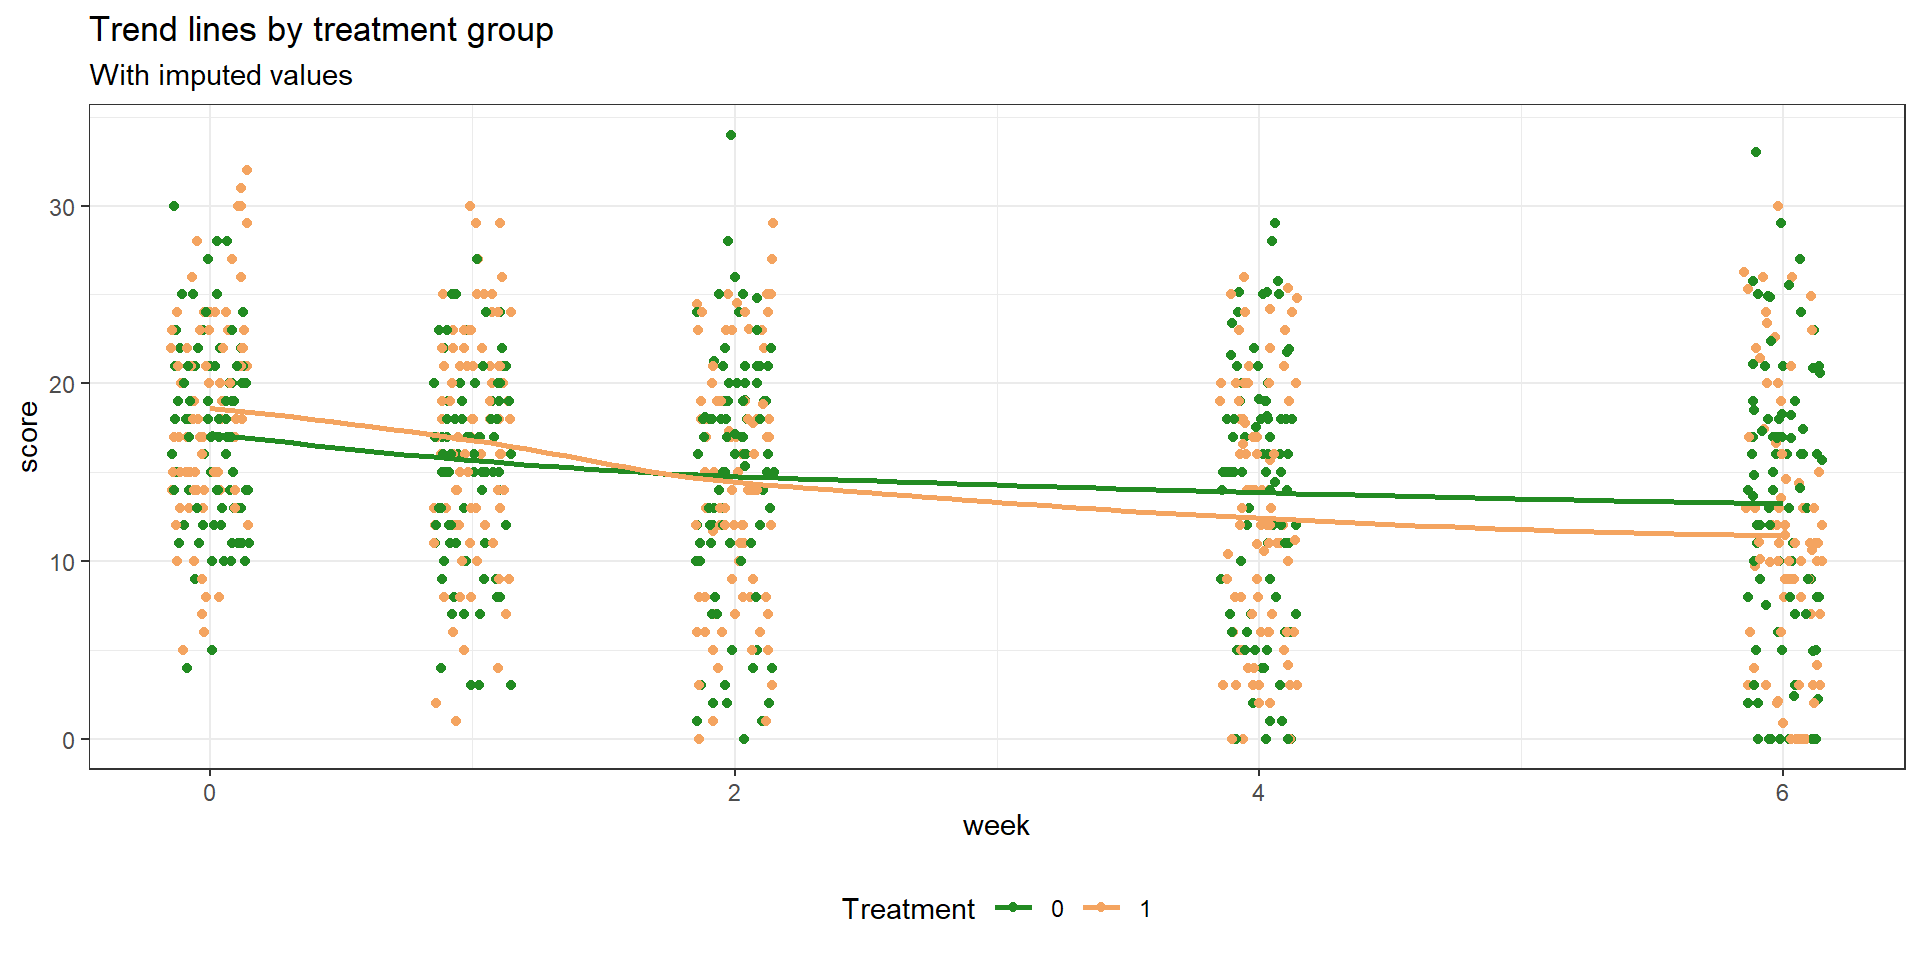 Trend lines by treatment group
With imputed values
30
20
10
0
score
0 2 4 6
week
Treatment 0 1